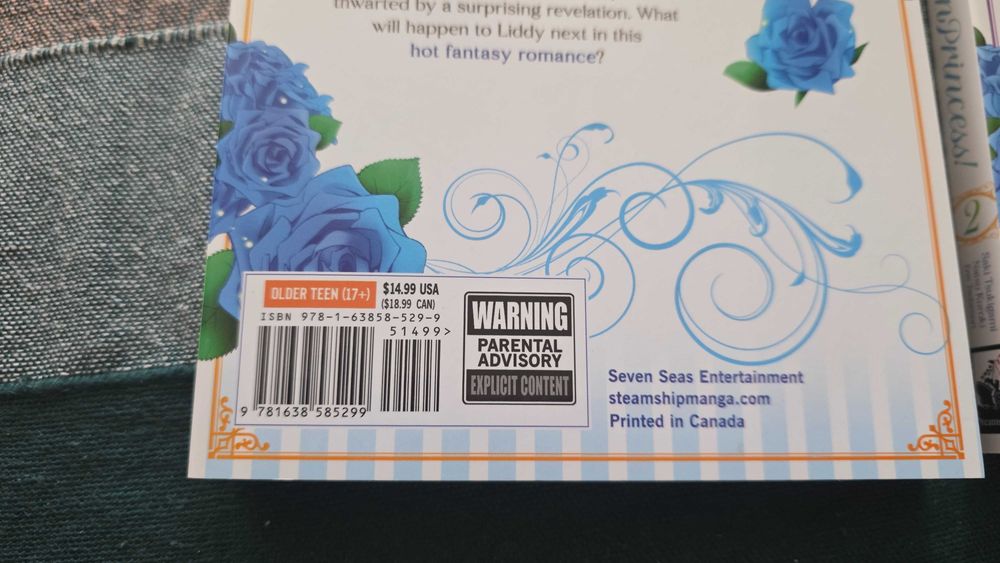 thwarted by a surprising revelation. What
will happen to Liddy next in this
hot fantasy romance?
OLDER TEEN (17+)
$14.99 USA
($18.99 CAN)
ISBN 978-1-63858-529-9
51499>
9 781638 585299
WARNING
PARENTAL
ADVISORY
EXPLICIT CONTENT
Seven Seas Entertainment
steamshipmanga.com
Printed in Canada
Princess!
2
Saki Tsukigami